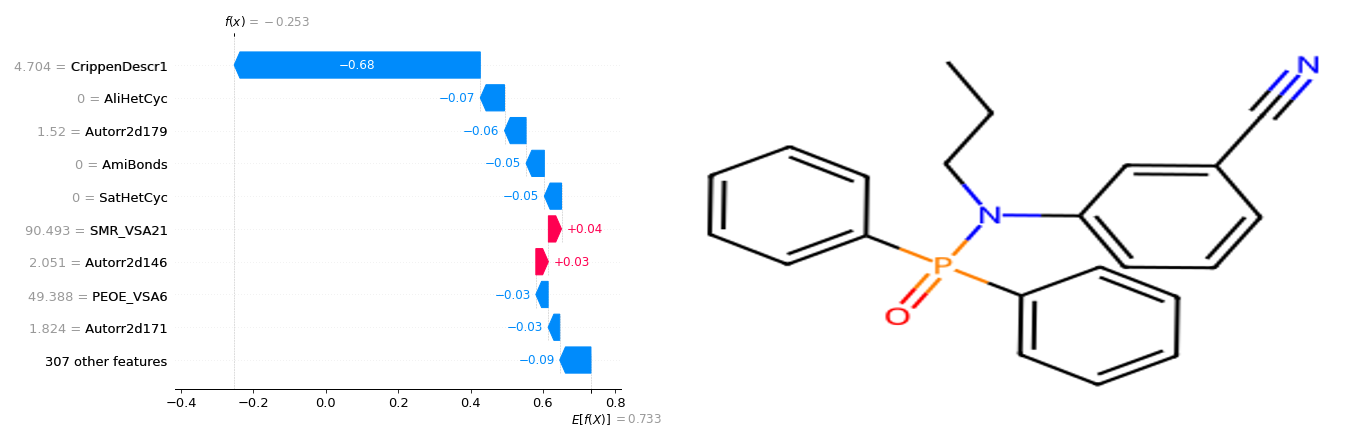 f(x) = −0.253
4.704 = CrippenDescr1
−0.68
0 = AliHetCyc
−0.07
1.52 = Autorr2d179
−0.06
0 = AmiBonds
−0.05
0 = SatHetCyc
−0.05
90.493 = SMR_VSA21
+0.04
2.051 = Autorr2d146
+0.03
49.388 = PEOE_VSA6
−0.03
1.824 = Autorr2d171
−0.03
307 other features
−0.09
−0.4 −0.2 0.0 0.2 0.4 0.6 0.8
E[f(X)] = 0.733
N
N
P
O